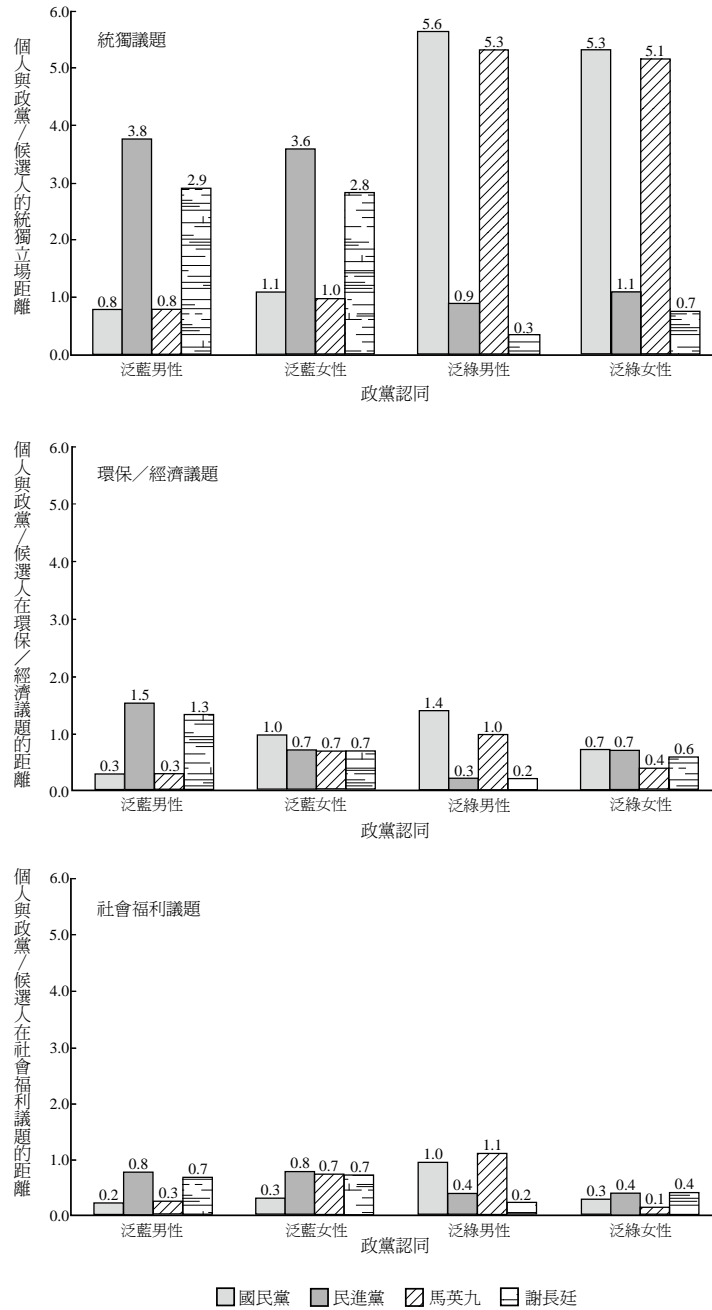 個人與政黨／候選人的統獨立場距離
統獨議題
6.0
5.0
4.0
3.0
2.0
1.0
0.0
0.8
3.8
0.8
2.9
1.1
3.6
1.0
2.8
5.6
0.9
5.3
0.3
5.3
1.1
5.1
0.7
泛藍男性
泛藍女性
泛綠男性
泛綠女性
政黨認同
個人與政黨／候選人在環保／經濟議題的距離
環保／經濟議題
6.0
5.0
4.0
3.0
2.0
1.0
0.0
0.3
1.5
0.3
1.3
1.0
0.7
0.7
0.7
1.4
0.3
1.0
0.2
0.7
0.7
0.4
0.6
泛藍男性
泛藍女性
泛綠男性
泛綠女性
政黨認同
個人與政黨／候選人在社會福利議題的距離
社會福利議題
6.0
5.0
4.0
3.0
2.0
1.0
0.0
0.2
0.8
0.3
0.7
0.3
0.8
0.7
0.7
1.0
0.4
1.1
0.2
0.3
0.4
0.1
0.4
泛藍男性
泛藍女性
泛綠男性
泛綠女性
政黨認同
國民黨
民進黨
馬英九
謝長廷